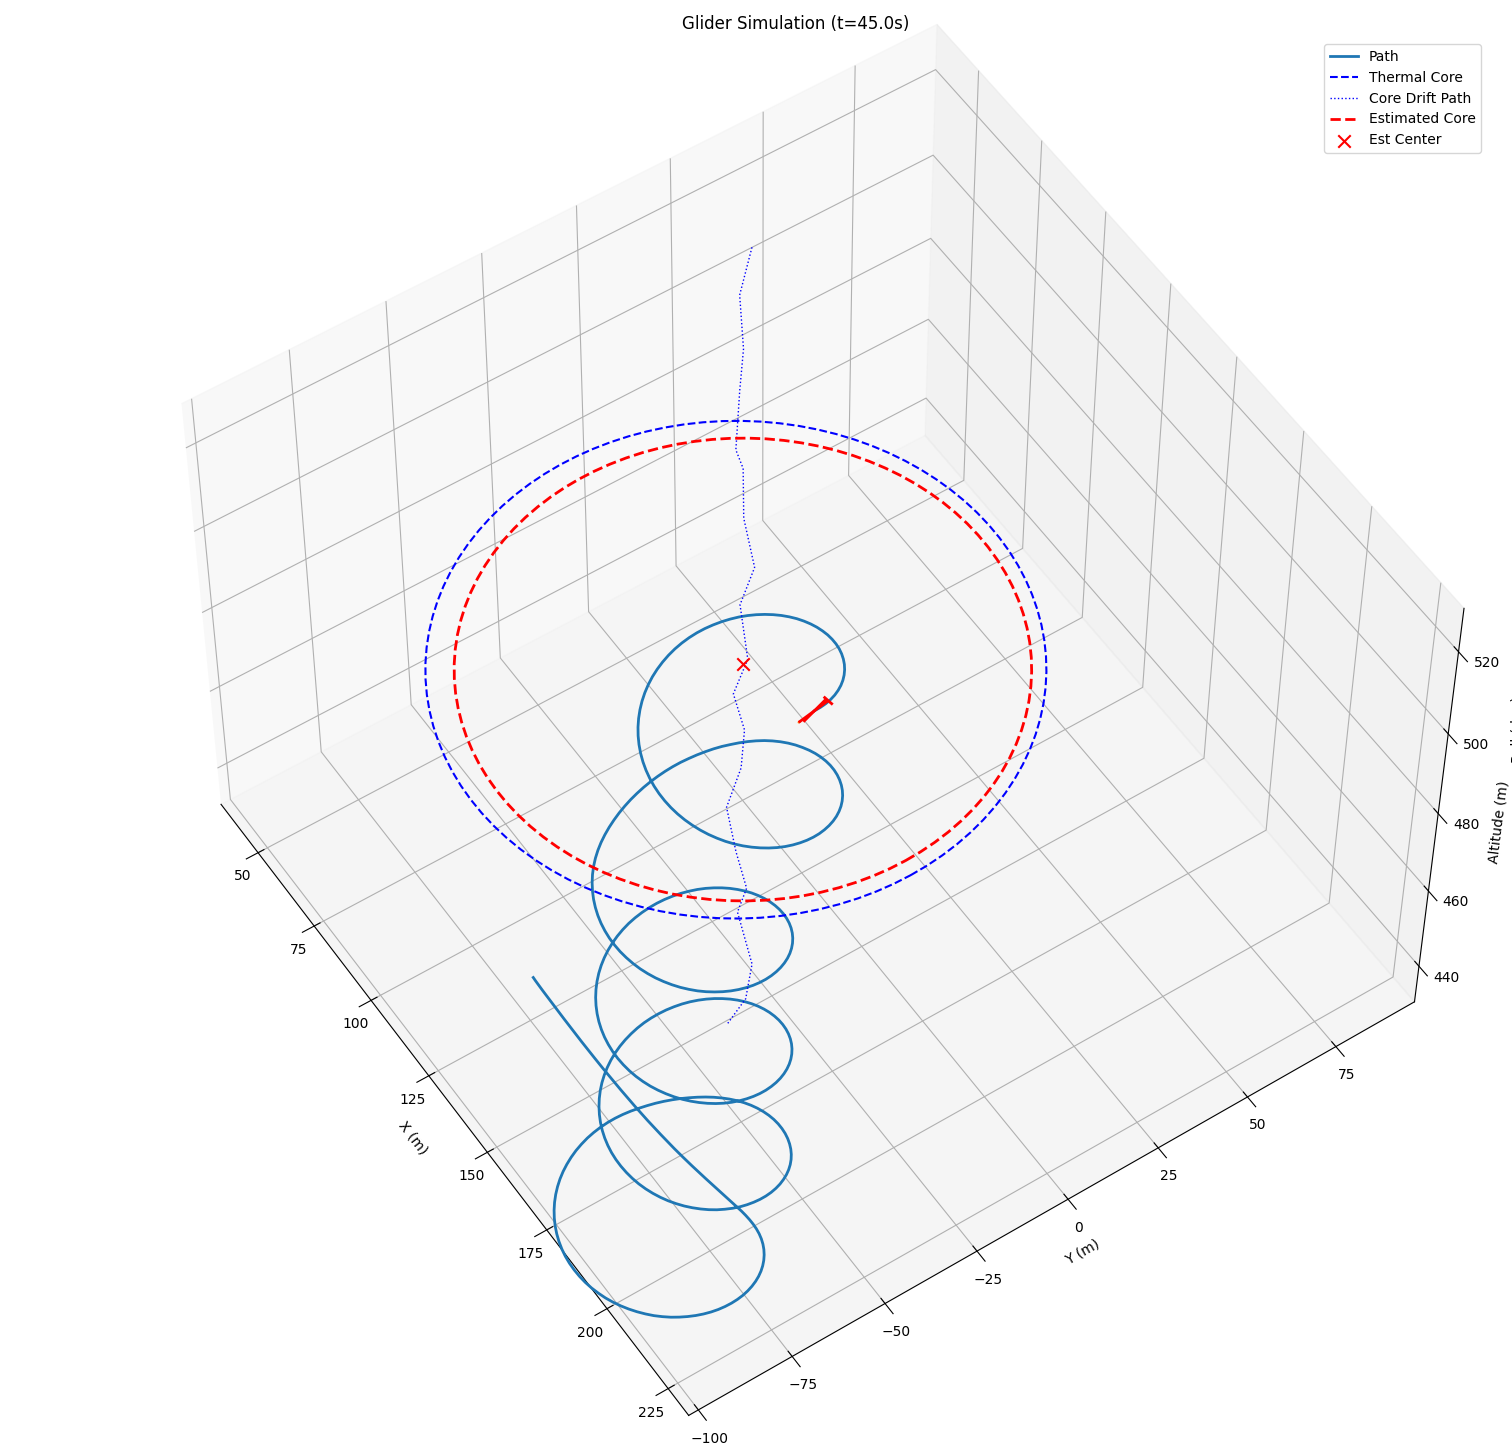 Glider Simulation (t=45.0s)
Path
Thermal Core
Core Drift Path
Estimated Core
Est Center
520
500
480
460
440
Altitude (m)
50
75
100
125
150
175
200
225
X (m)
−100
−75
−50
−25
0
25
50
75
Y (m)